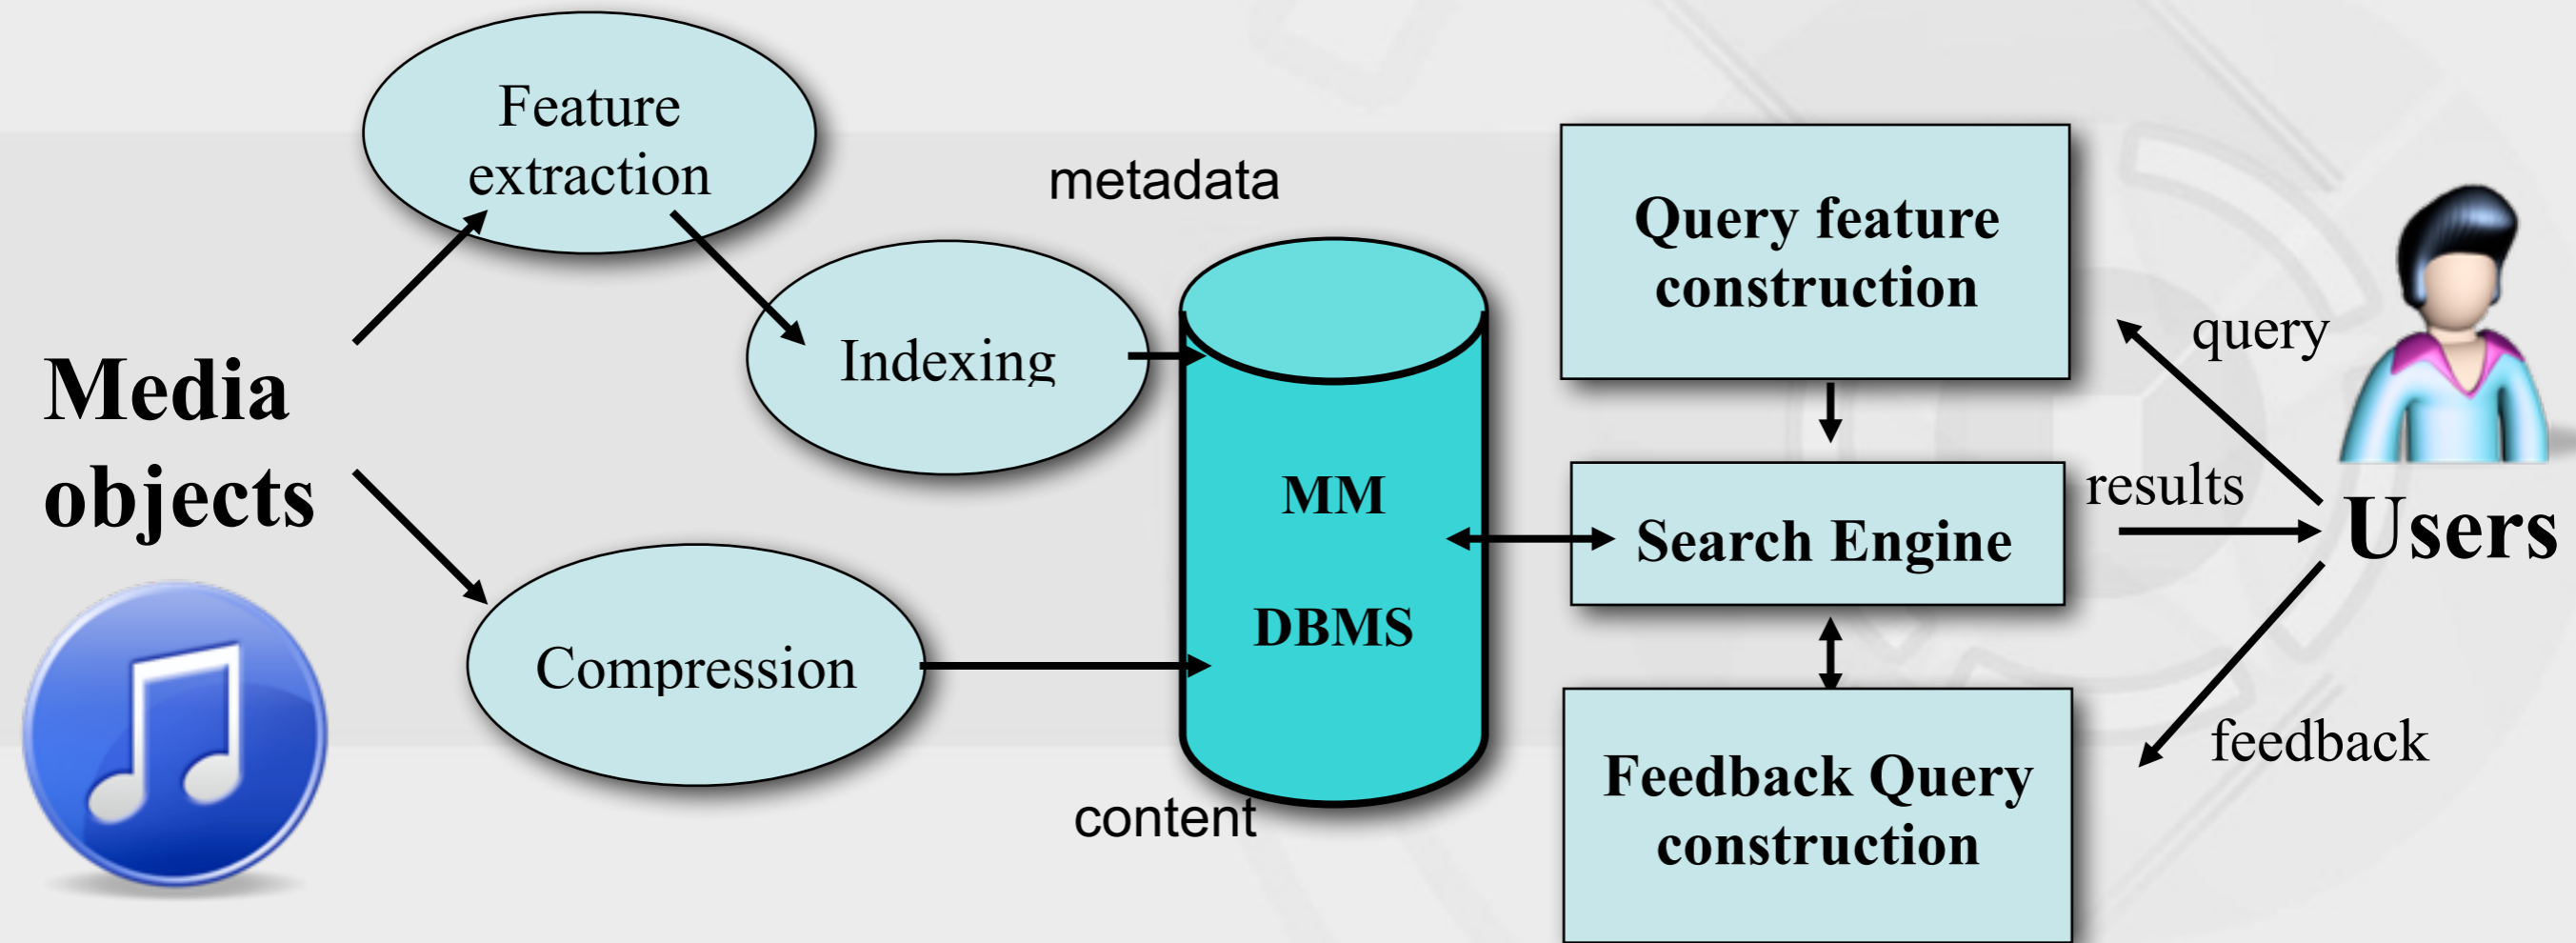 Feature
extraction
metadata
Indexing
Media
objects
Compression
content
MM
DBMS
Query feature
construction
Search Engine
Feedback Query
construction
query
results
Users
feedback